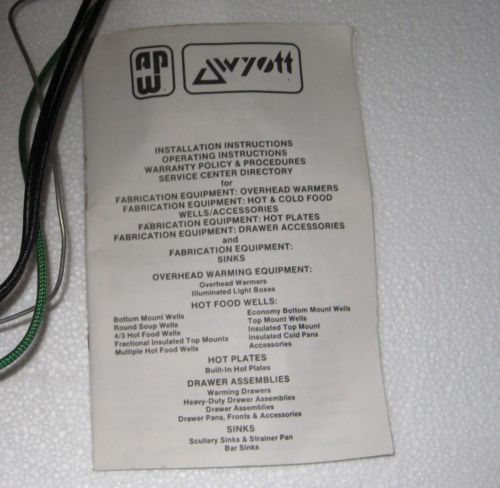 APW
wyott
INSTALLATION INSTRUCTIONS
OPERATING INSTRUCTIONS
WARRANTY POLICY & PROCEDURES
SERVICE CENTER DIRECTORY
for
FABRICATION EQUIPMENT: OVERHEAD WARMERS
FABRICATION EQUIPMENT: HOT & COLD FOOD
WELLS/ACCESSORIES
FABRICATION EQUIPMENT: HOT PLATES
FABRICATION EQUIPMENT: DRAWER ACCESSORIES
and
FABRICATION EQUIPMENT:
SINKS
OVERHEAD WARMING EQUIPMENT:
Overhead Warmers
Illuminated Light Boxes
HOT FOOD WELLS:
Bottom Mount Wells
Round Soup Wells
4/3 Hot Food Wells
Fractional Insulated Top Mounts
Multiple Hot Food Wells
Economy Bottom Mount Wells
Top Mount Wells
Insulated Top Mount
Insulated Cold Pans
Accessories
HOT PLATES
Built-In Hot Plates
DRAWER ASSEMBLIES
Warming Drawers
Heavy-Duty Drawer Assemblies
Drawer Assemblies
Drawer Pans, Fronts & Accessories
SINKS
Scullery Sinks & Strainer Pan
Bar Sinks